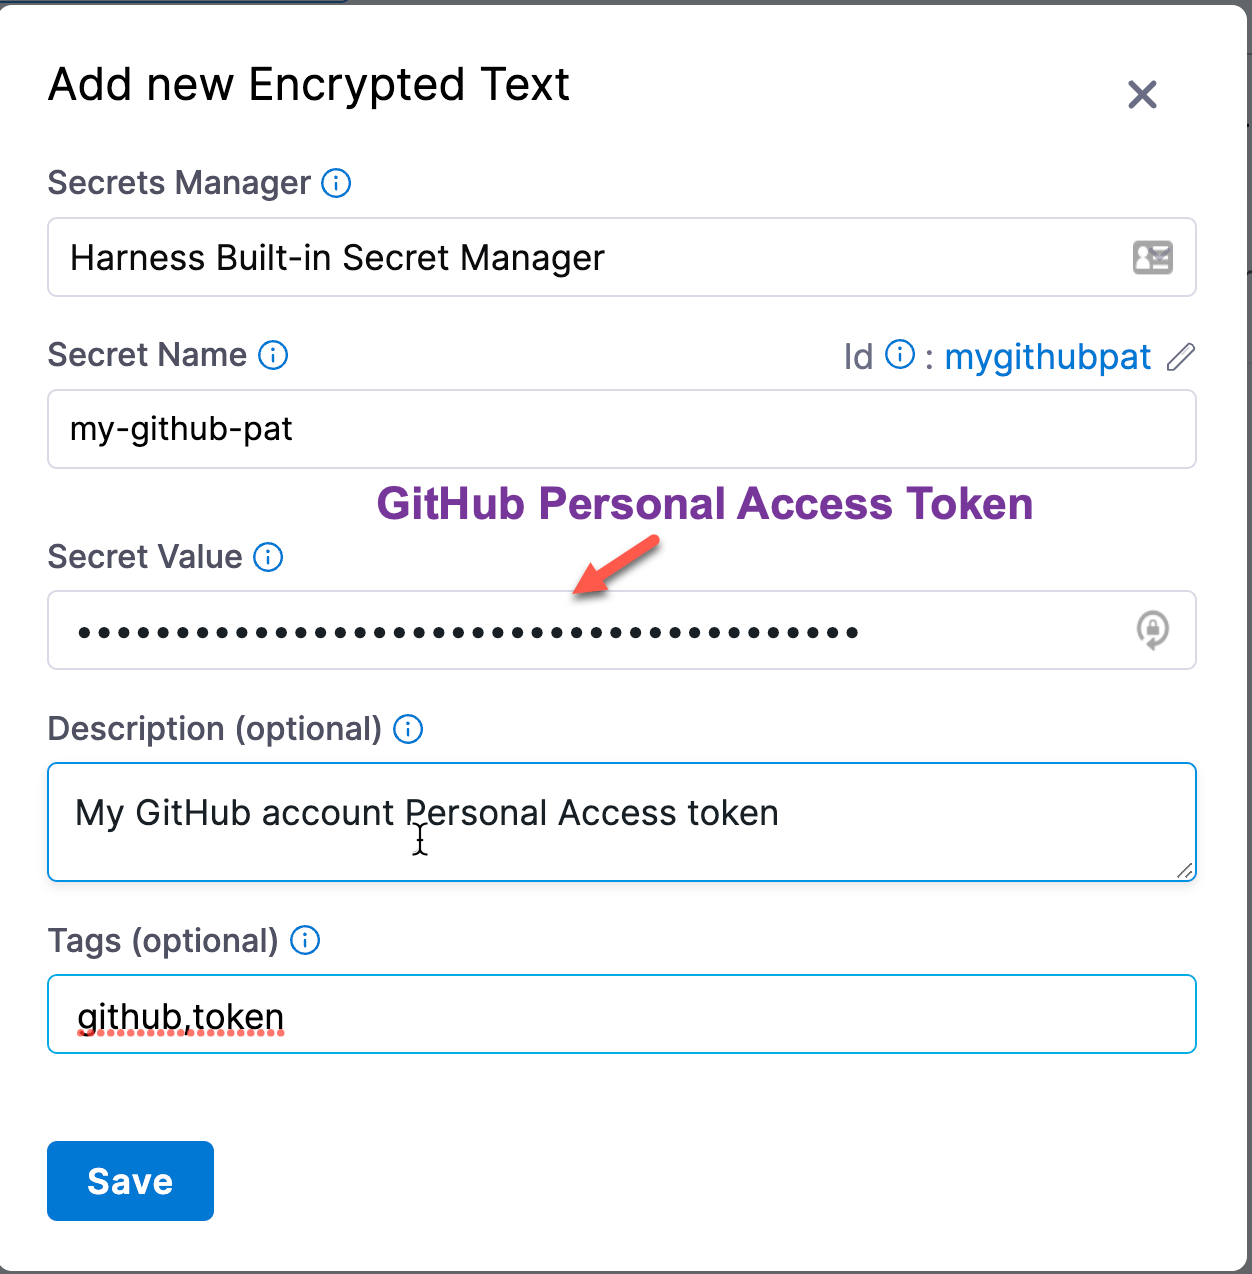 Add new Encrypted Text
Secrets Manager
Harness Built-in Secret Manager
Secret Name
Id : mygithubpat
my-github-pat
GitHub Personal Access Token
Secret Value
••••••••••••••••••••••••••••••••••••••••
Description (optional)
My GitHub account Personal Access token
Tags (optional)
github,token
Save